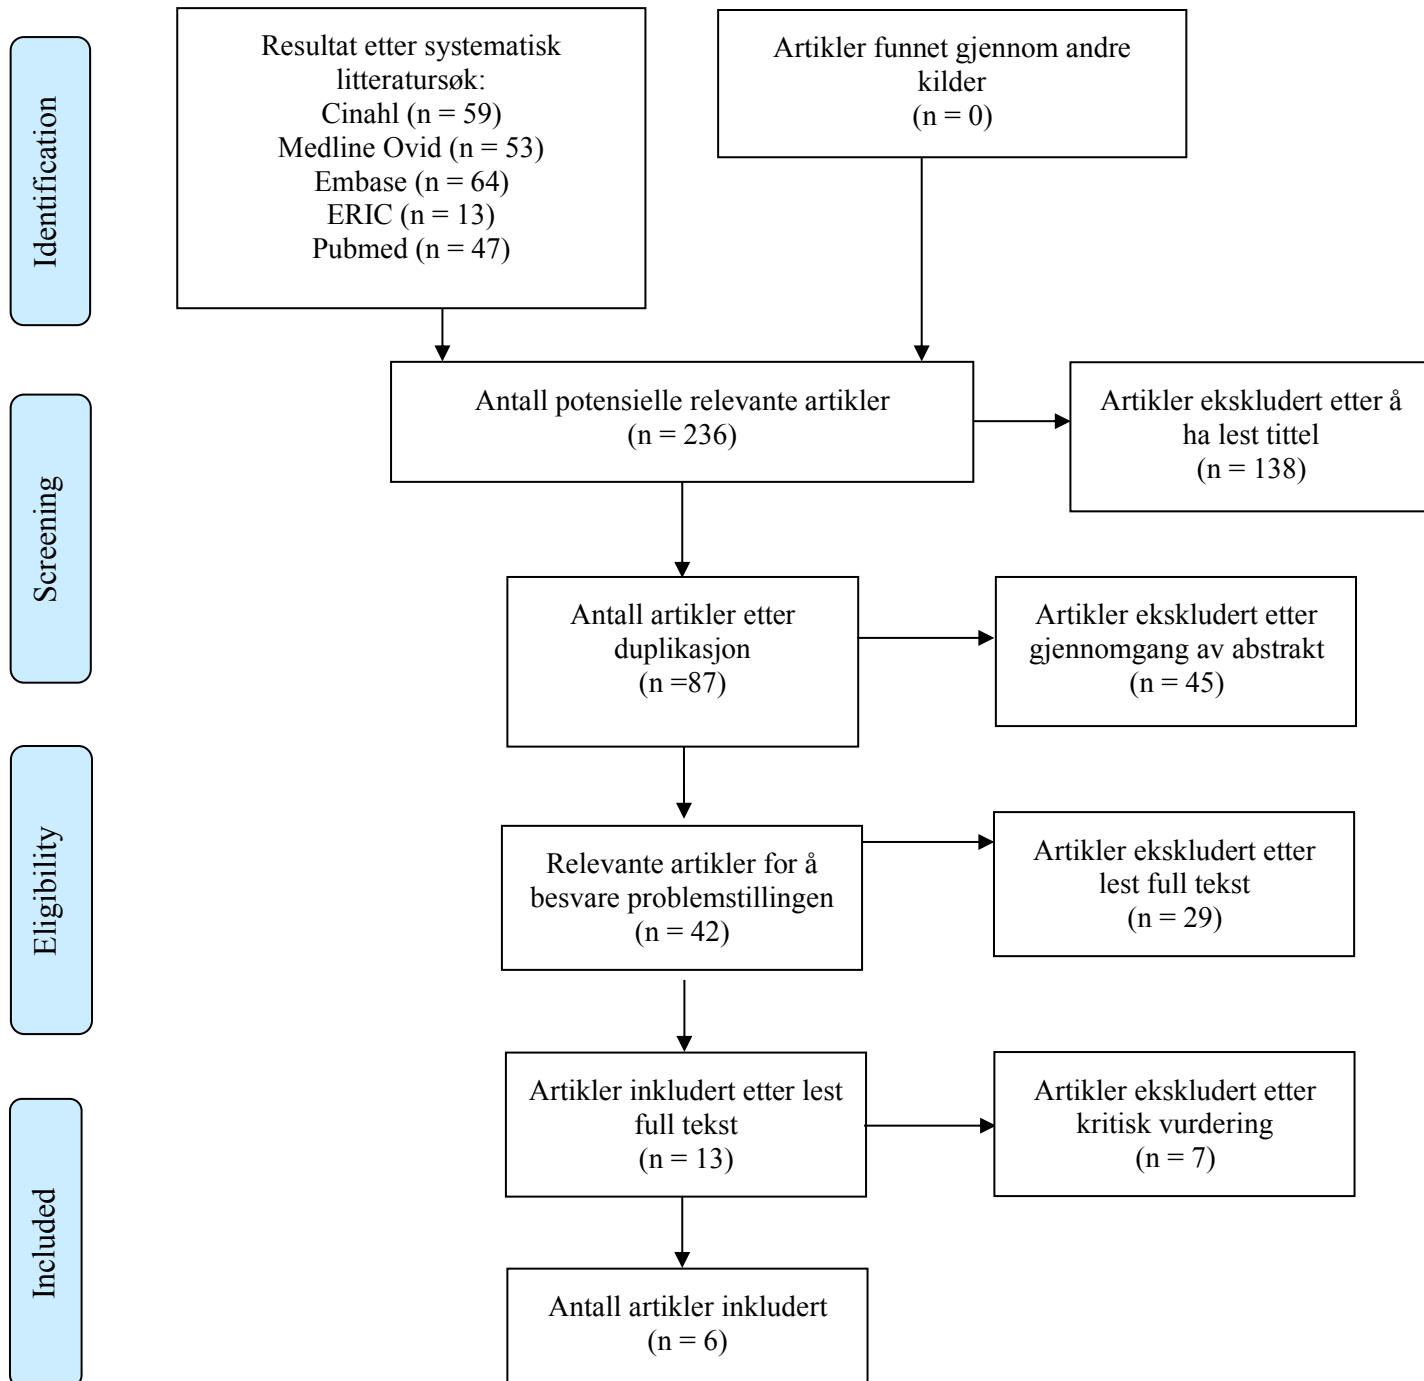 Identification
Resultat etter systematisk
litteratursøk:
Cinahl (n = 59)
Medline Ovid (n = 53)
Embase (n = 64)
ERIC (n = 13)
Pubmed (n = 47)
Artikler funnet gjennom andre
kilder
(n = 0)
Screening
Antall potensielle relevante artikler
(n = 236)
Artikler ekskludert etter å
ha lest tittel
(n = 138)
Antall artikler etter
duplikasjon
(n =87)
Artikler ekskludert etter
gjennomgang av abstrakt
(n = 45)
Eligibility
Relevante artikler for å
besvare problemstillingen
(n = 42)
Artikler ekskludert etter
lest full tekst
(n = 29)
Included
Artikler inkludert etter lest
full tekst
(n = 13)
Artikler ekskludert etter
kritisk vurdering
(n = 7)
Antall artikler inkludert
(n = 6)